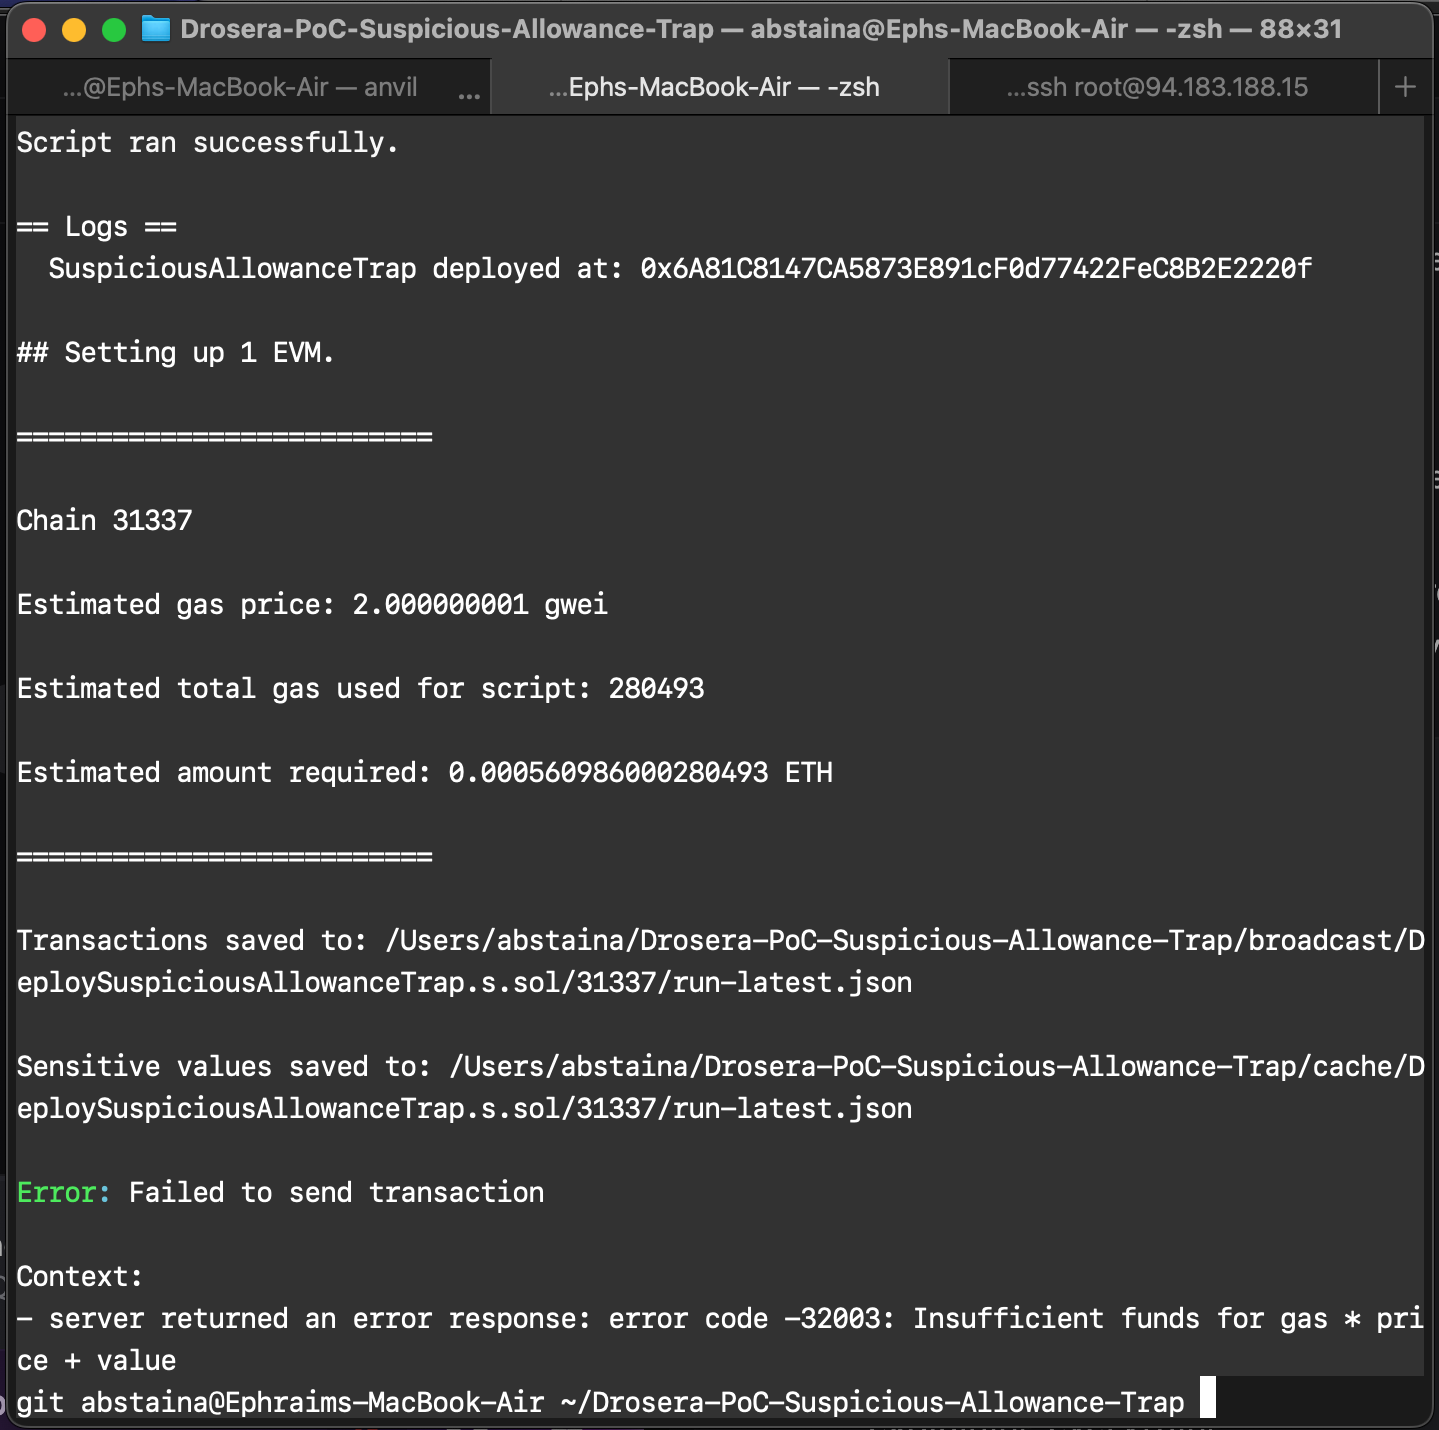 Drosera-PoC-Suspicious-Allowance-Trap — abstaina@Ephs-MacBook-Air — -zsh — 88×31
...@Ephs-MacBook-Air — anvil ...
...Ephs-MacBook-Air — -zsh
...ssh root@94.183.188.15
+
Script ran successfully.
== Logs ==
SuspiciousAllowanceTrap deployed at: 0x6A81C8147CA5873E891cF0d77422FeC8B2E2220f
## Setting up 1 EVM.
==========================
Chain 31337
Estimated gas price: 2.000000001 gwei
Estimated total gas used for script: 280493
Estimated amount required: 0.000560986000280493 ETH
==========================
Transactions saved to: /Users/abstaina/Drosera-PoC-Suspicious-Allowance-Trap/broadcast/D
eploySuspiciousAllowanceTrap.s.sol/31337/run-latest.json
Sensitive values saved to: /Users/abstaina/Drosera-PoC-Suspicious-Allowance-Trap/cache/D
eploySuspiciousAllowanceTrap.s.sol/31337/run-latest.json
Error: Failed to send transaction
Context:
- server returned an error response: error code -32003: Insufficient funds for gas * pri
ce + value
git abstaina@Ephraims-MacBook-Air ~/Drosera-PoC-Suspicious-Allowance-Trap